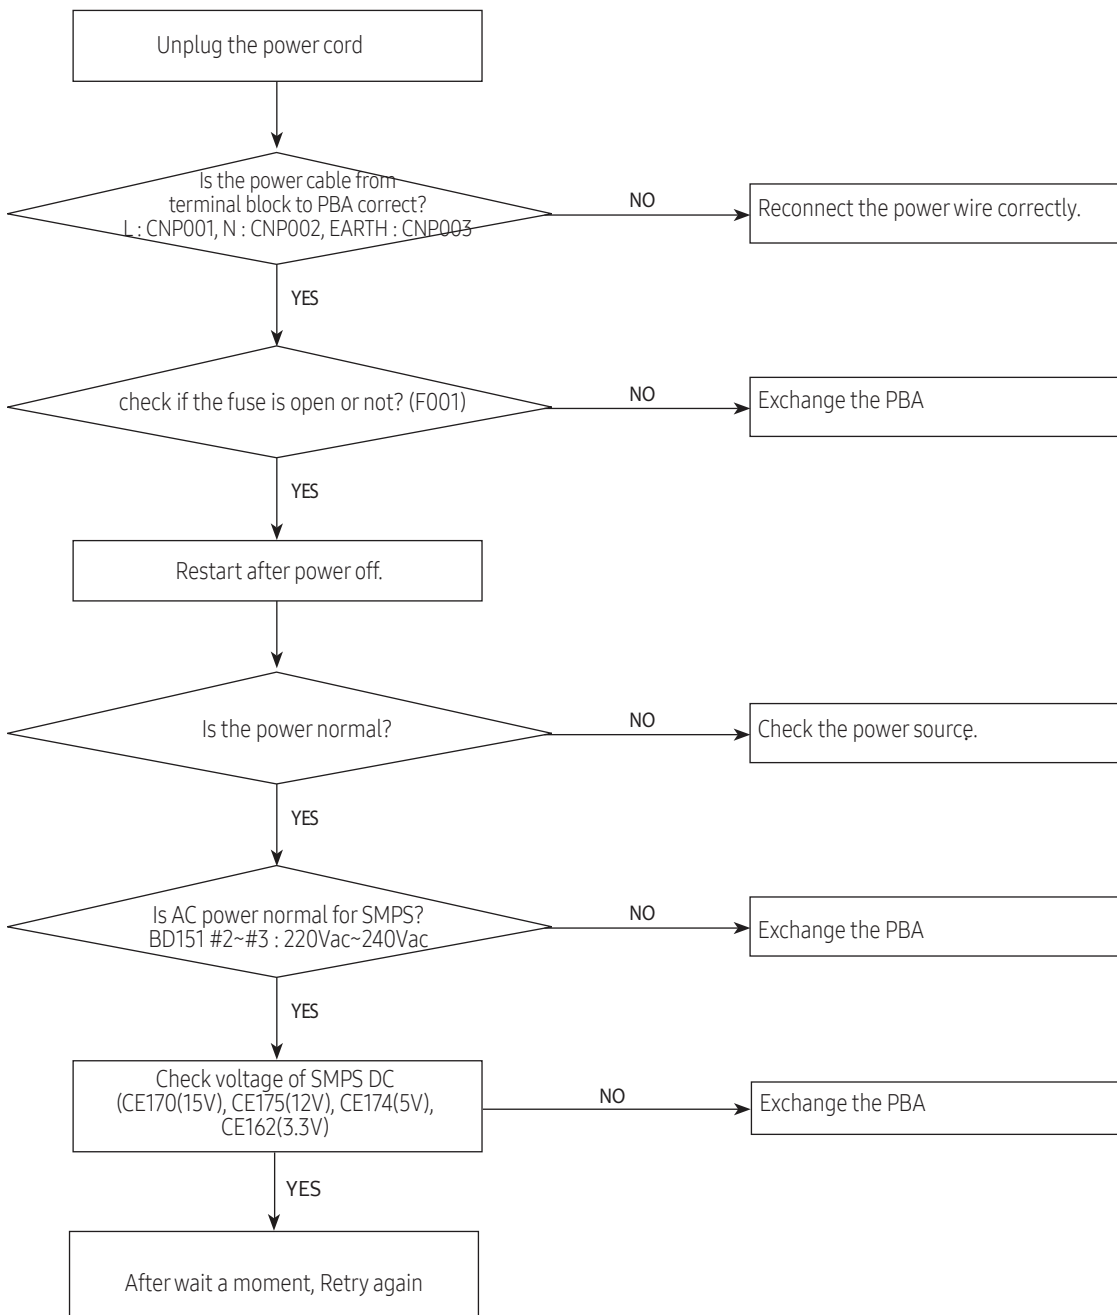 Unplug the power cord
Is the power cable from
terminal block to PBA correct?
L : CNP001, N : CNP002, EARTH : CNP003
NO
Reconnect the power wire correctly.
YES
check if the fuse is open or not? (F001)
NO
Exchange the PBA
YES
Restart after power off.
Is the power normal?
NO
Check the power source.
YES
Is AC power normal for SMPS?
BD151 #2~#3 : 220Vac~240Vac
NO
Exchange the PBA
YES
Check voltage of SMPS DC
(CE170(15V), CE175(12V), CE174(5V),
CE162(3.3V)
NO
Exchange the PBA
YES
After wait a moment, Retry again